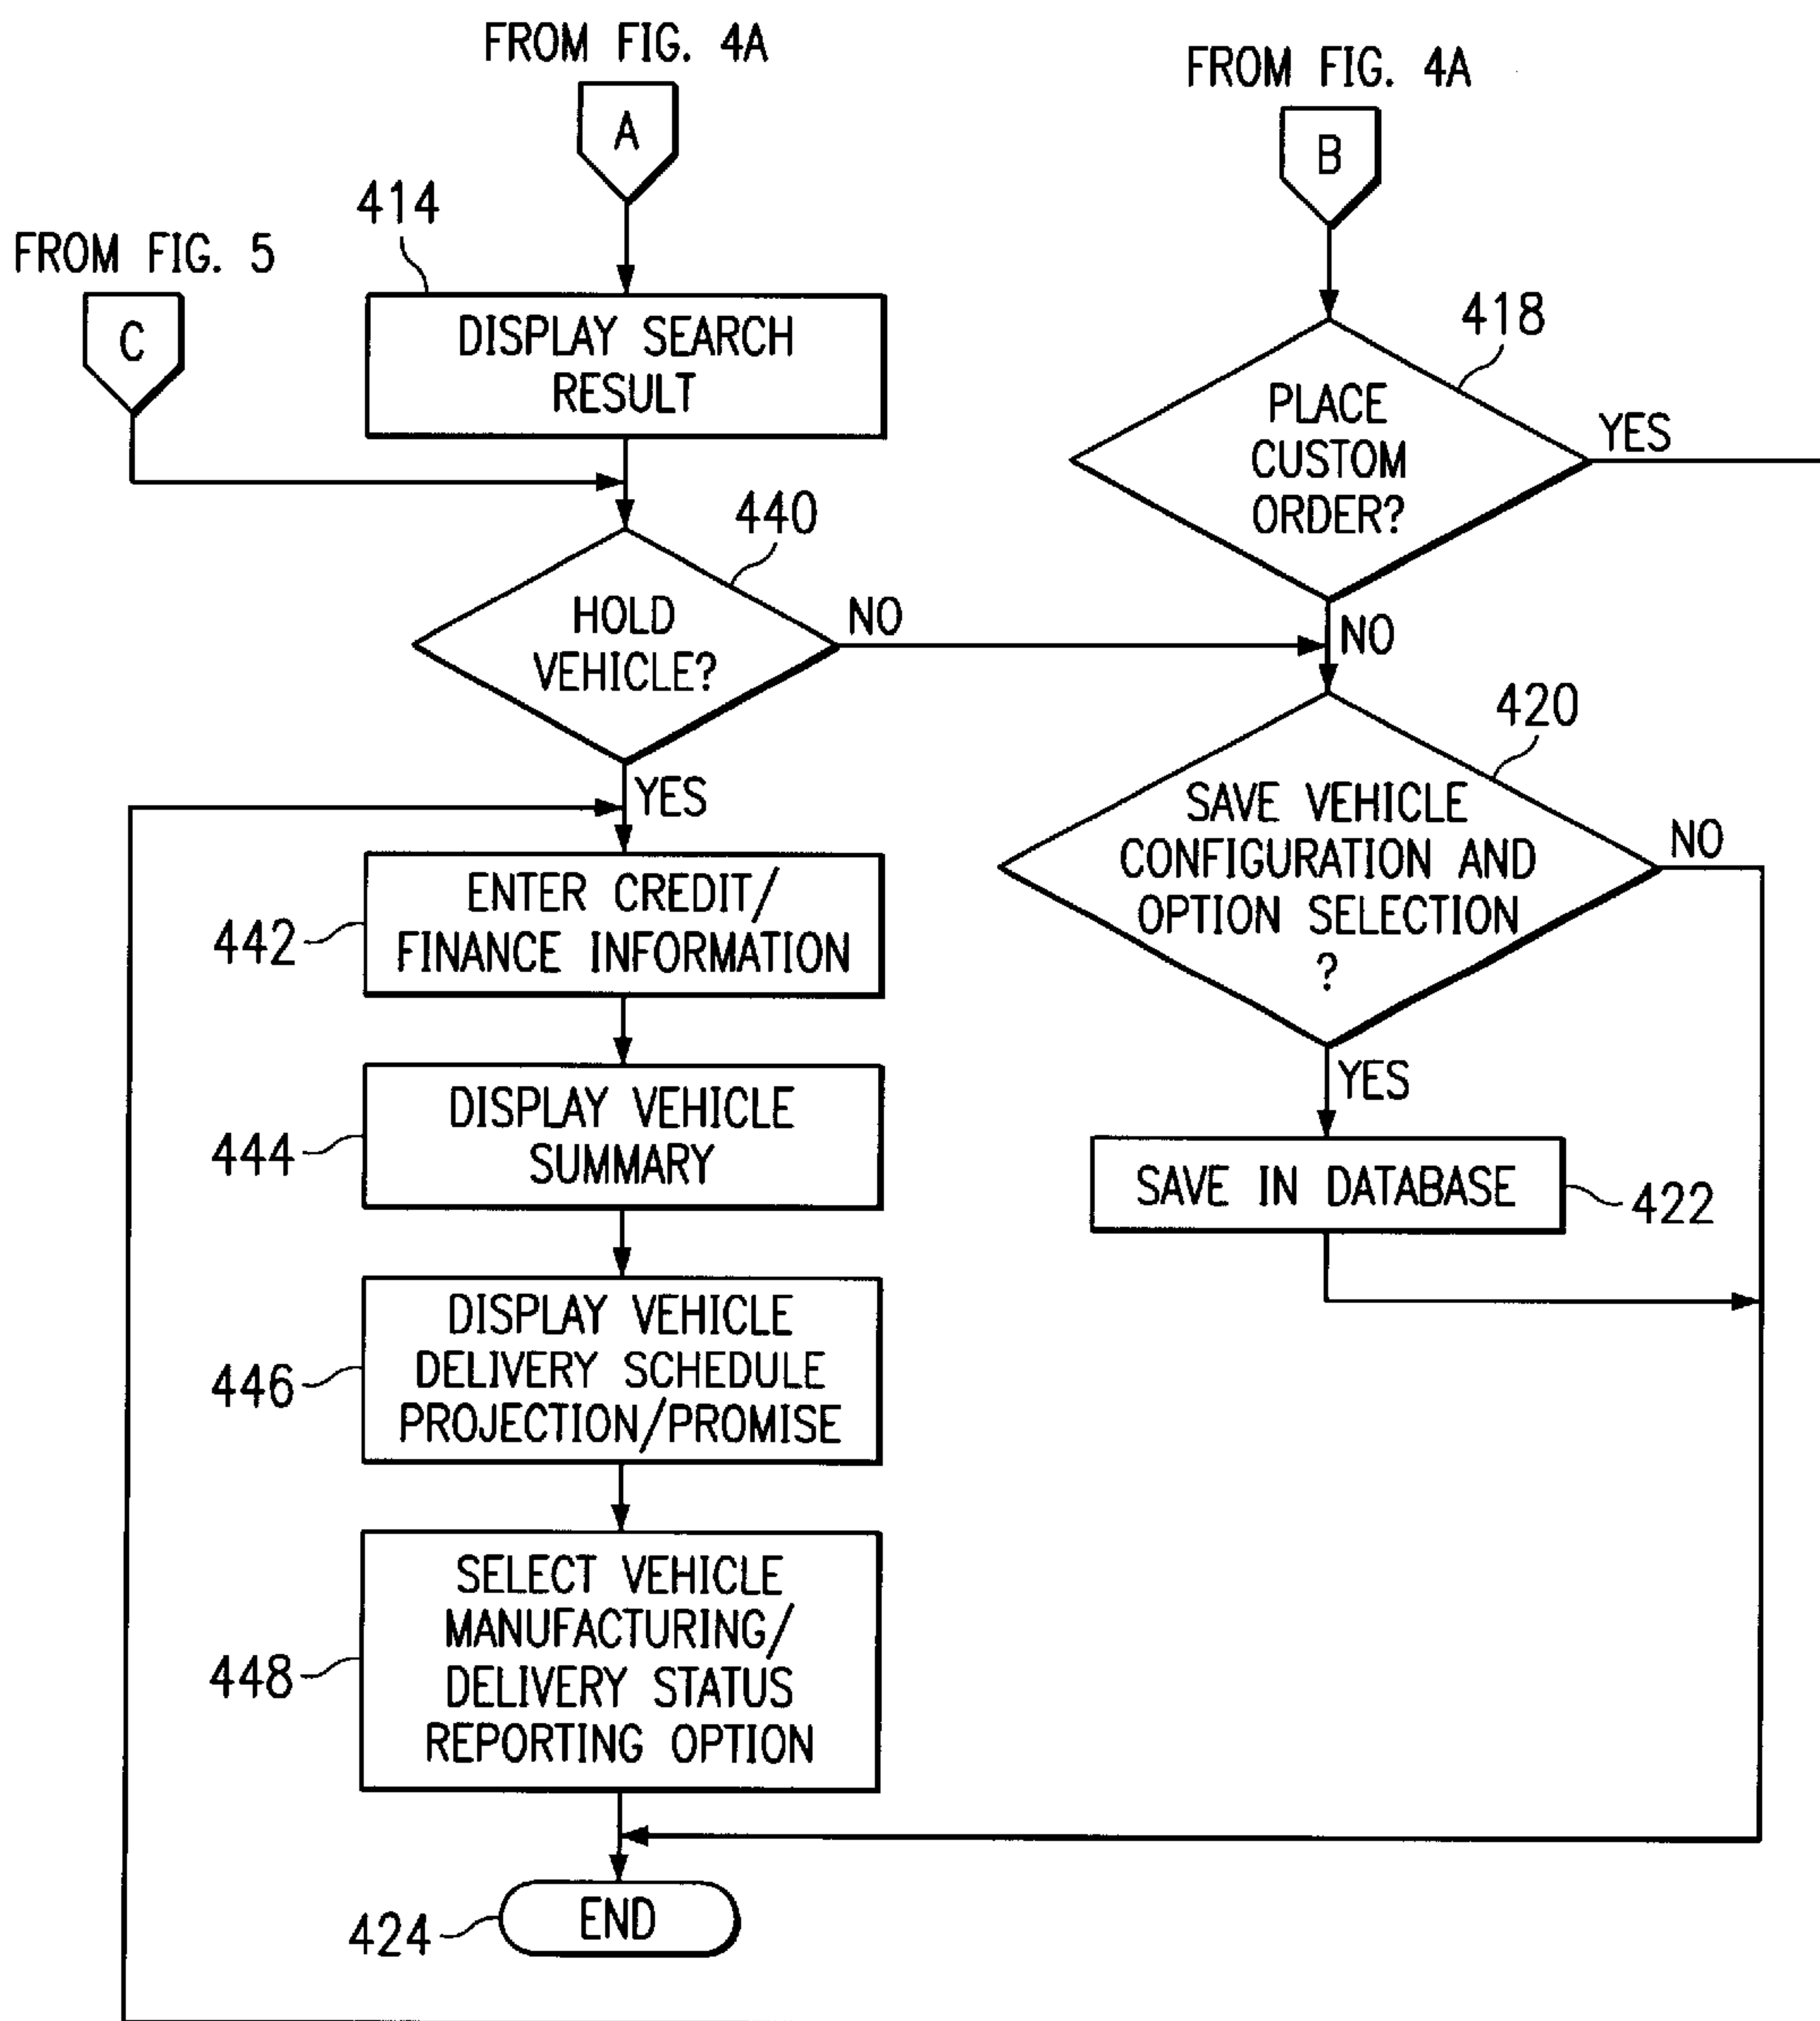 FROM FIG. 4A
A
FROM FIG. 4A
B
FROM FIG. 5
C
414
DISPLAY SEARCH
RESULT
418
PLACE
CUSTOM
ORDER?
YES
NO
440
HOLD
VEHICLE?
NO
YES
420
SAVE VEHICLE
CONFIGURATION AND
OPTION SELECTION
?
NO
YES
442
ENTER CREDIT/
FINANCE INFORMATION
444
DISPLAY VEHICLE
SUMMARY
SAVE IN DATABASE
422
446
DISPLAY VEHICLE
DELIVERY SCHEDULE
PROJECTION/PROMISE
448
SELECT VEHICLE
MANUFACTURING/
DELIVERY STATUS
REPORTING OPTION
424
END